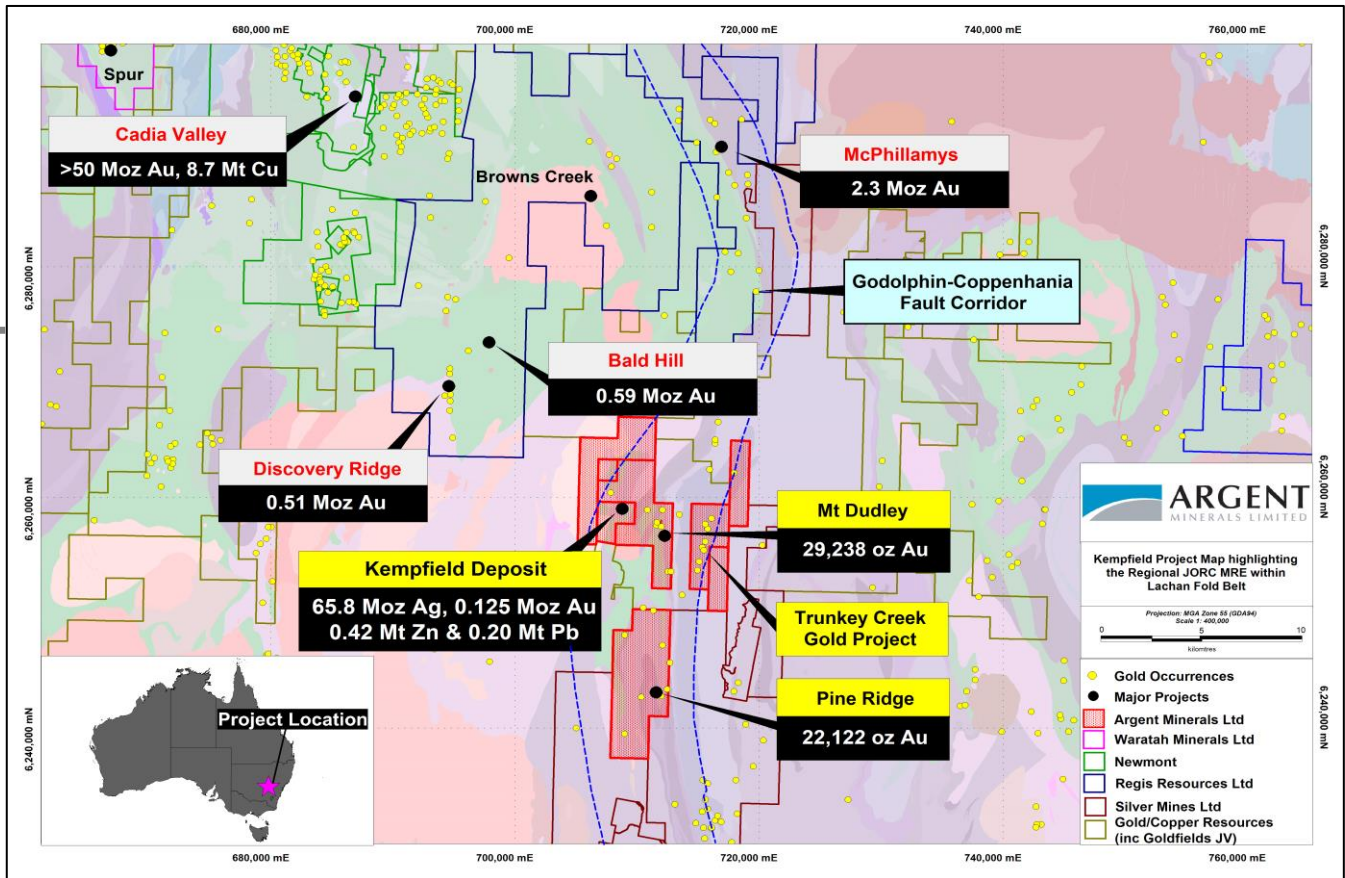 680,000 mE
700,000 mE
720,000 mE
740,000 mE
760,000 mE
Spur
Cadia Valley
>50 Moz Au, 8.7 Mt Cu
McPhillamys
2.3 Moz Au
Browns Creek
6,280,000 mN
6,280,000 mN
Godolphin-Coppenhania
Fault Corridor
Bald Hill
0.59 Moz Au
Discovery Ridge
0.51 Moz Au
6,260,000 mN
6,260,000 mN
Kempfield Deposit
65.8 Moz Ag, 0.125 Moz Au
0.42 Mt Zn & 0.20 Mt Pb
Mt Dudley
29,238 oz Au
Trunkey Creek
Gold Project
Pine Ridge
22,122 oz Au
6,240,000 mN
6,240,000 mN
Project Location
ARGENT
MINERALS LIMITED
Kempfield Project Map highlighting
the Regional JORC MRE within
Lachan Fold Belt
Projection: MGA Zone 55 (GDA94)
Scale 1: 400,000
0 5 10
kilomtres
Gold Occurrences
Major Projects
Argent Minerals Ltd
Waratah Minerals Ltd
Newmont
Regis Resources Ltd
Silver Mines Ltd
Gold/Copper Resources
(inc Goldfields JV)
680,000 mE
700,000 mE
720,000 mE
740,000 mE
760,000 mE